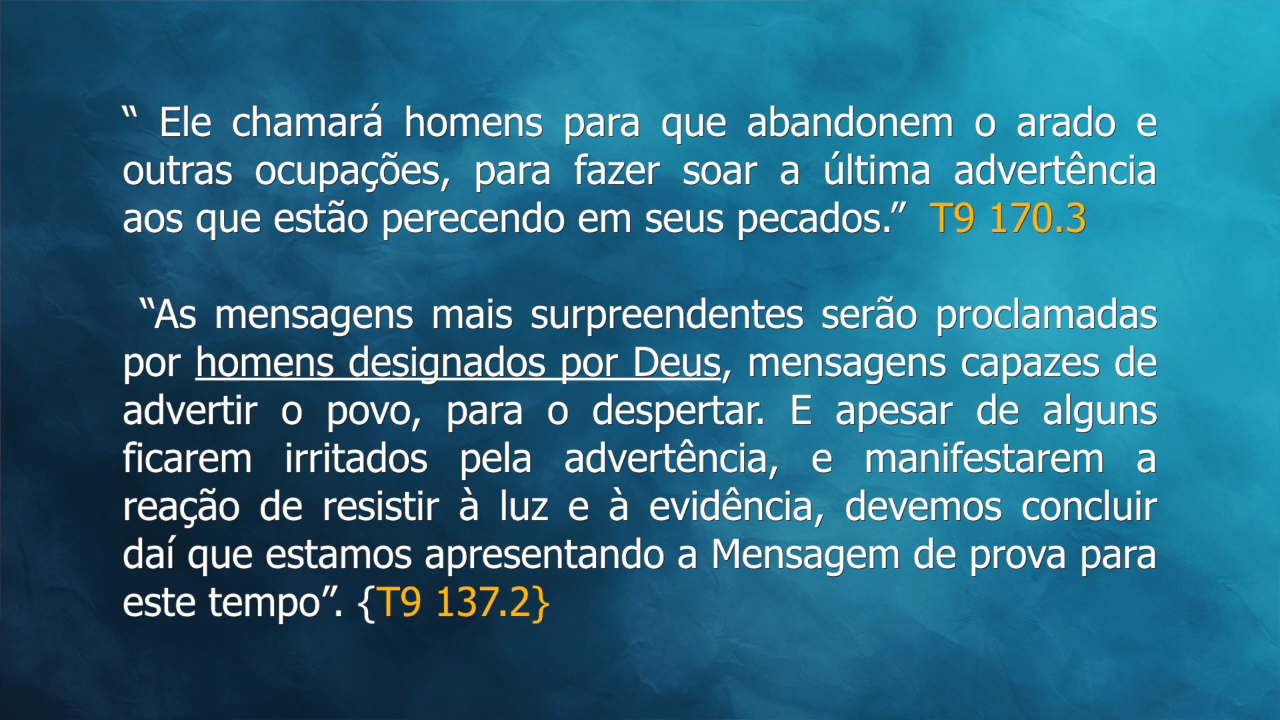 “ Ele chamará homens para que abandonem o arado e
outras ocupações, para fazer soar a última advertência
aos que estão perecendo em seus pecados.” T9 170.3
“As mensagens mais surpreendentes serão proclamadas
por homens designados por Deus, mensagens capazes de
advertir o povo, para o despertar. E apesar de alguns
ficarem irritados pela advertência, e manifestarem a
reação de resistir à luz e à evidência, devemos concluir
daí que estamos apresentando a Mensagem de prova para
este tempo”. {T9 137.2}